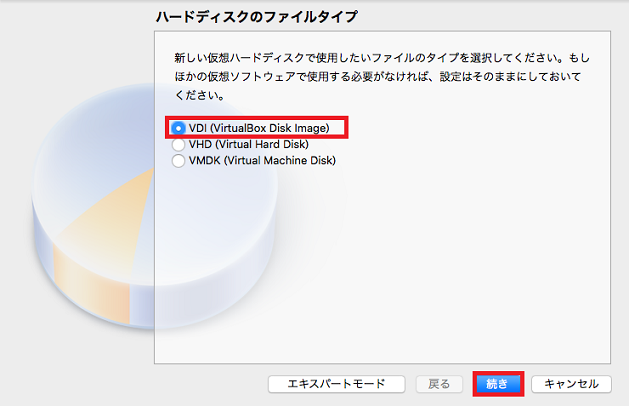 ハードディスクのファイルタイプ
新しい仮想ハードディスクで使用したいファイルのタイプを選択してください。もし
ほかの仮想ソフトウェアで使用する必要がなければ、設定はそのままにしておいて
ください。
VDI (VirtualBox Disk Image)
VHD (Virtual Hard Disk)
VMDK (Virtual Machine Disk)
エキスパートモード 戻る 続き キャンセル